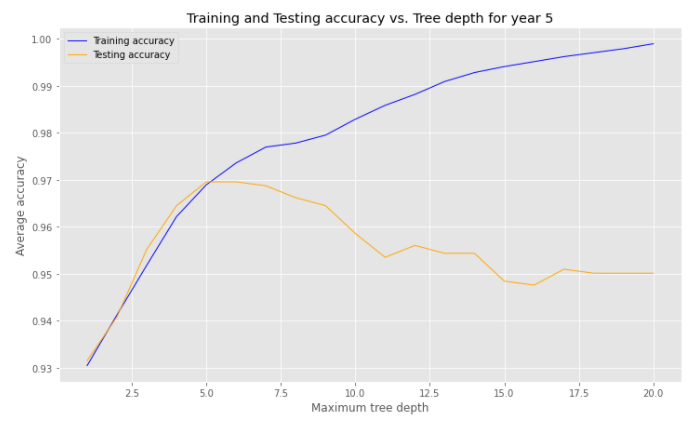 Training and Testing accuracy vs. Tree depth for year 5
Training accuracy
Testing accuracy
Average accuracy
1.00
0.99
0.98
0.97
0.96
0.95
0.94
0.93
2.5 5.0 7.5 10.0 12.5 15.0 17.5 20.0
Maximum tree depth